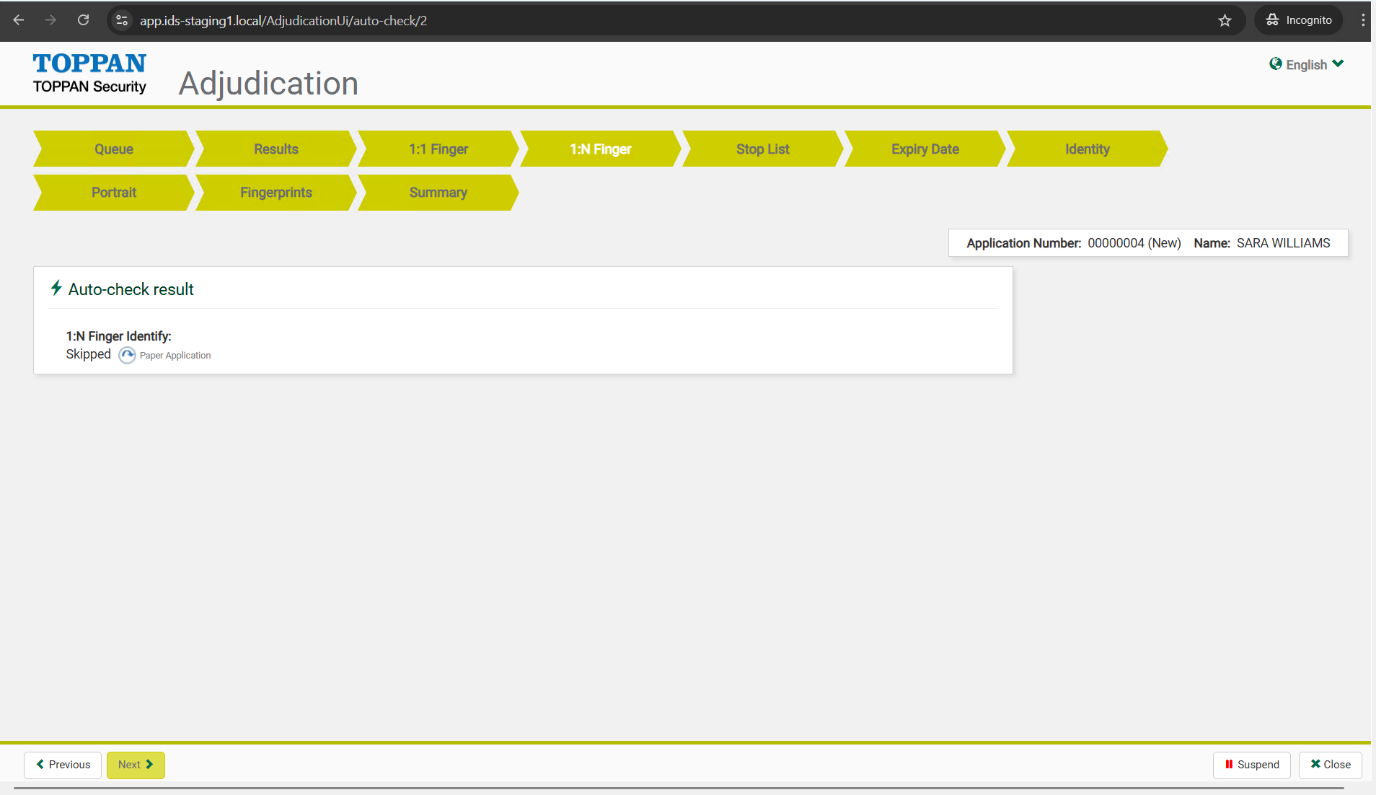 app.ids-staging1.local/AdjudicationUi/auto-check/2
Incognito
TOPPAN
TOPPAN Security
Adjudication
English
Queue
Results
1:1 Finger
1:N Finger
Stop List
Expiry Date
Identity
Portrait
Fingerprints
Summary
Application Number: 00000004 (New) Name: SARA WILLIAMS
Auto-check result
1:N Finger Identify:
Skipped Paper Application
Previous
Next
Suspend
Close